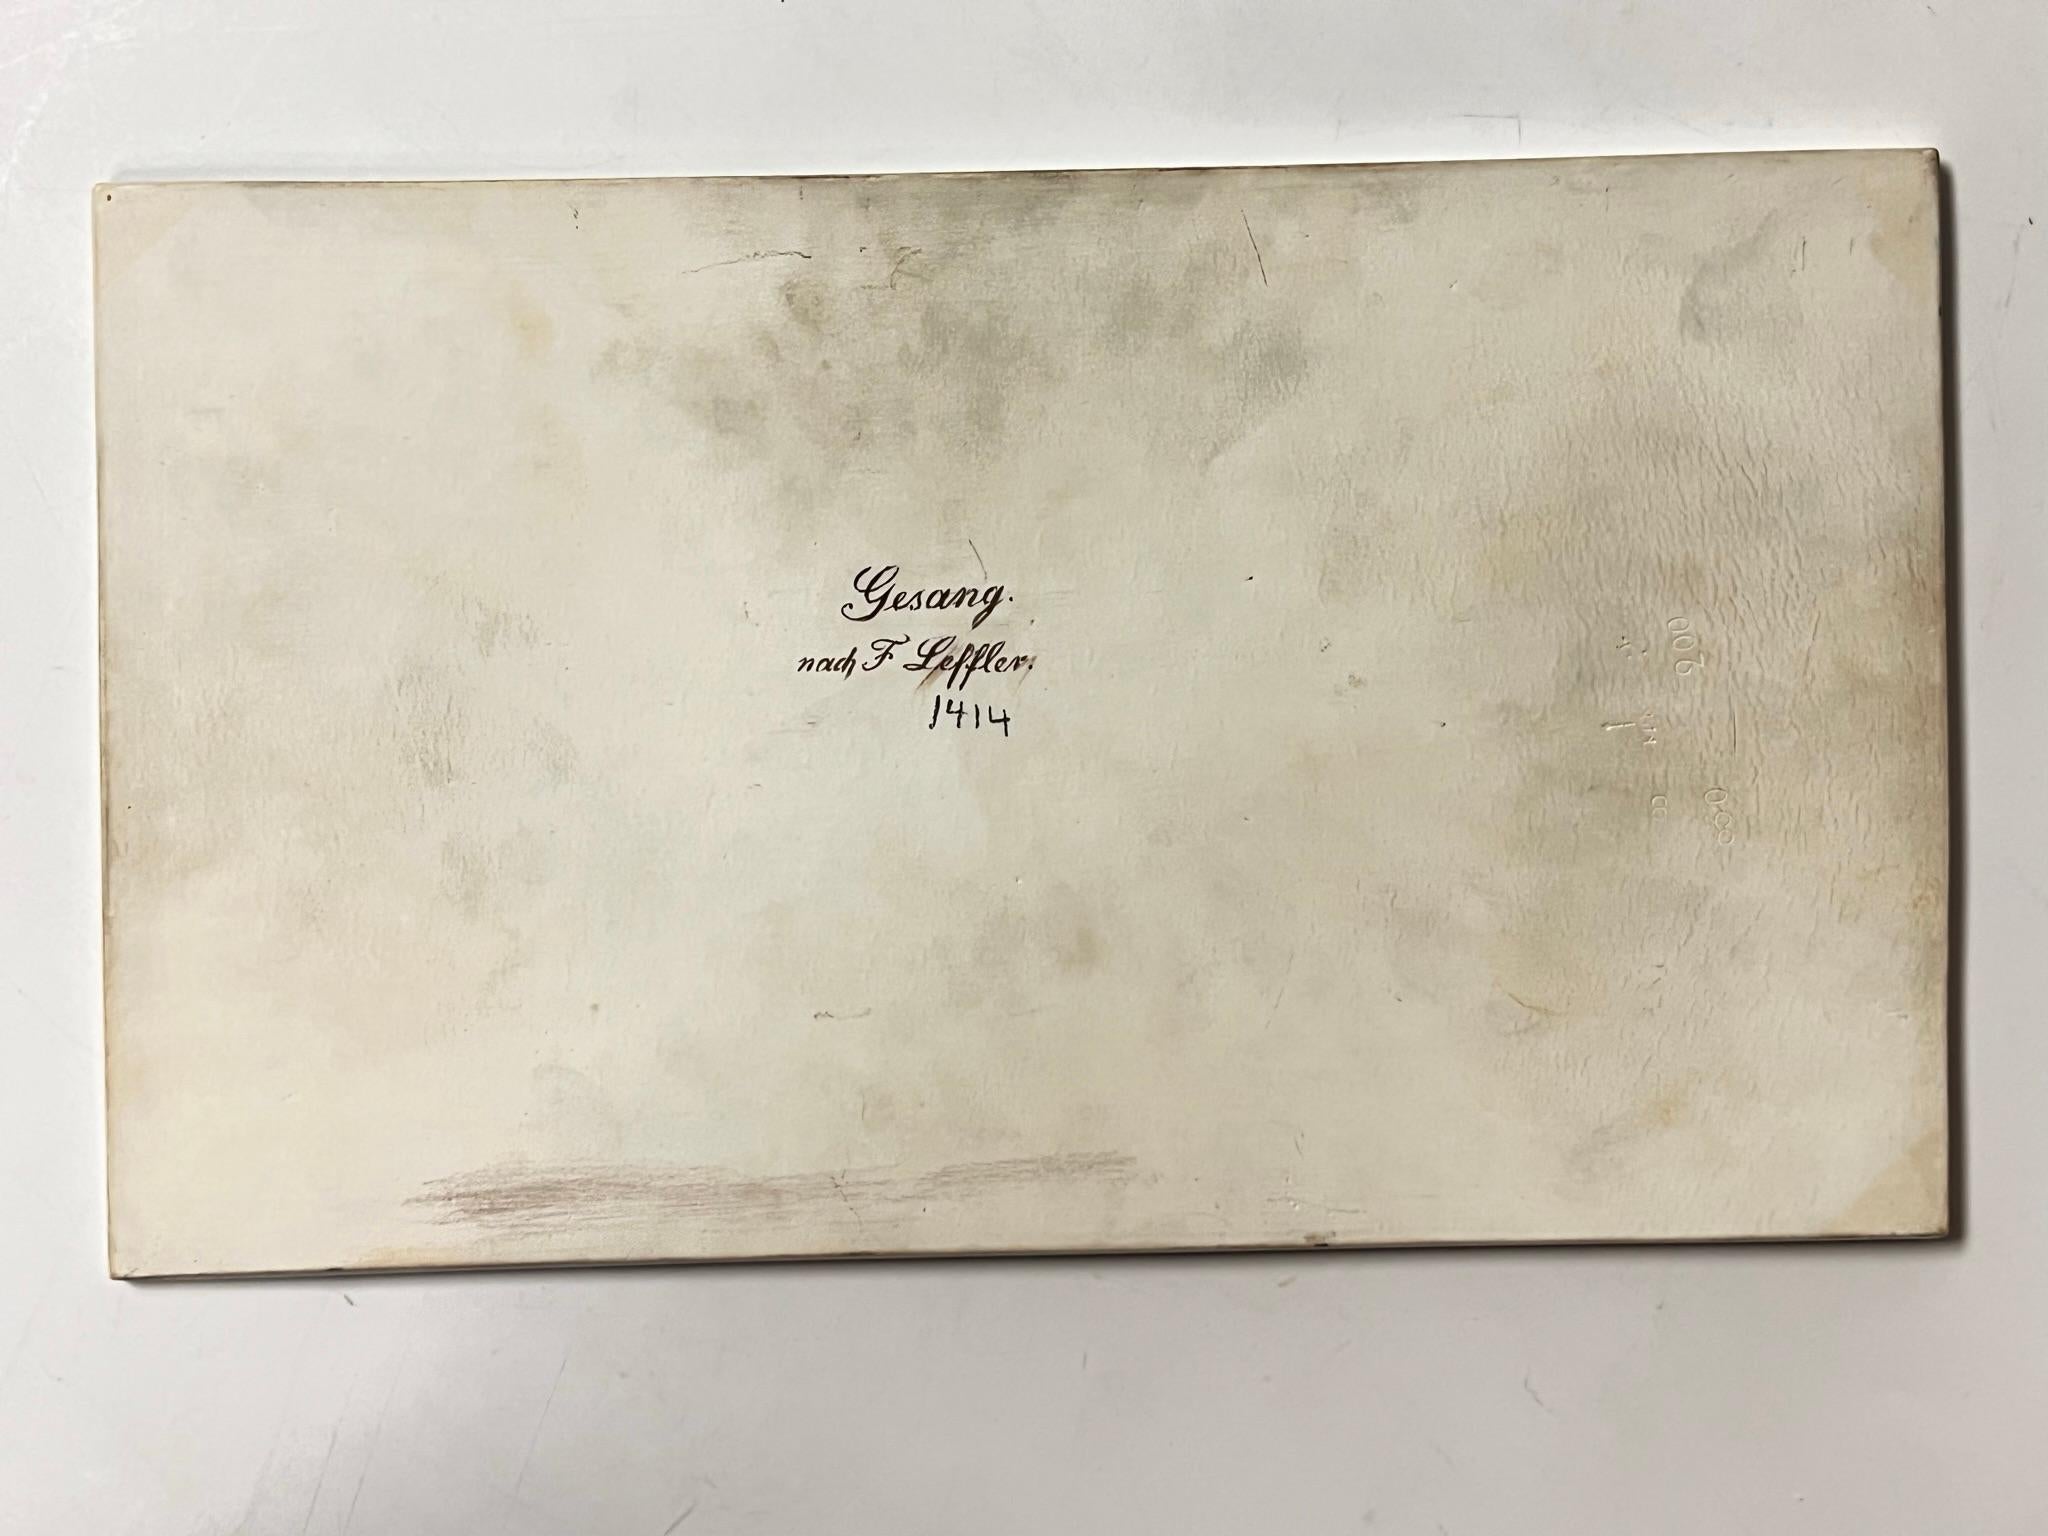 Gesang.
nach F Leffler.
1414